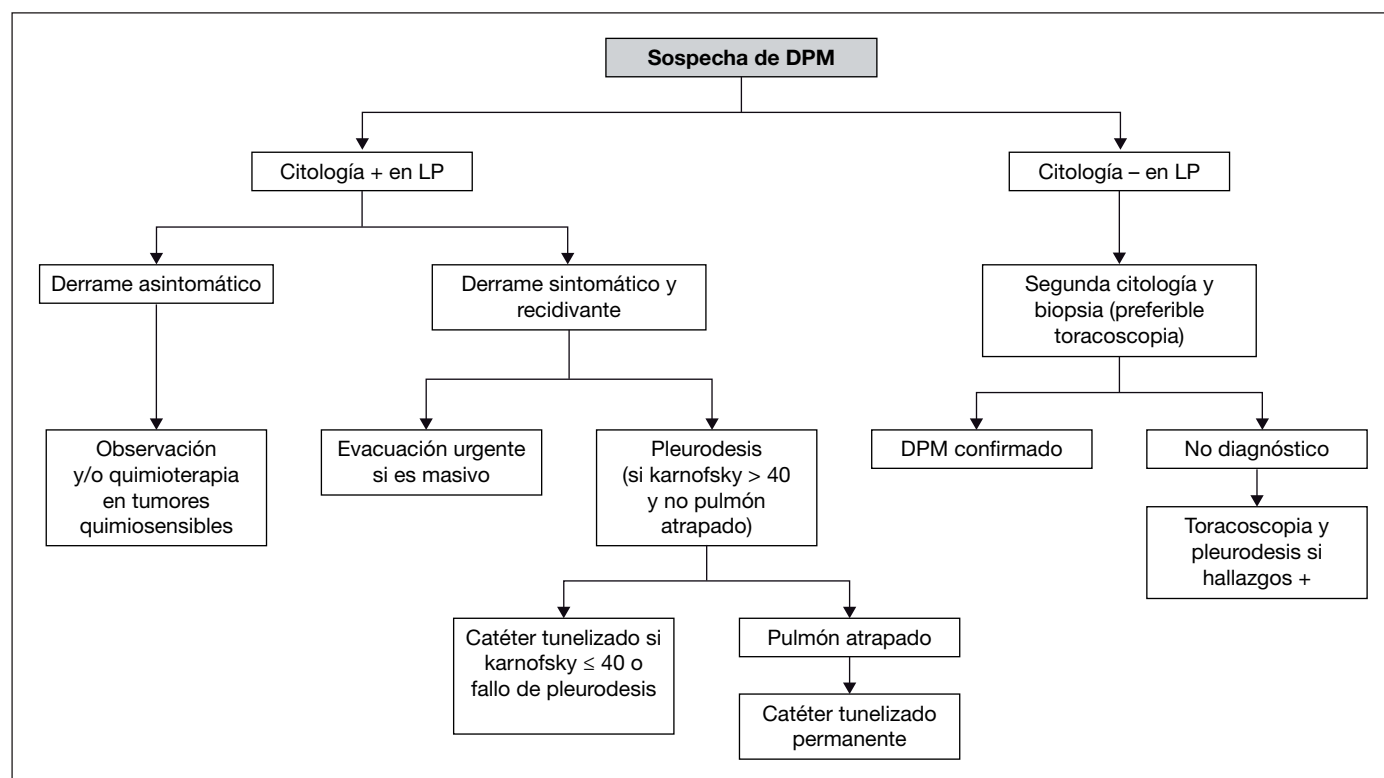 Sospecha de DPM
Citología + en LP
Citología – en LP
Derrame asintomático
Derrame sintomático y
recidivante
Segunda citología y
biopsia (preferible
toracoscopia)
Observación
y/o quimioterapia
en tumores
quimiosensibles
Evacuación urgente
si es masivo
Pleurodesis
(si karnofsky > 40
y no pulmón
atrapado)
DPM confirmado
No diagnóstico
Toracoscopia y
pleurodesis si
hallazgos +
Catéter tunelizado si
karnofsky ≤ 40 o
fallo de pleurodesis
Pulmón atrapado
Catéter tunelizado
permanente